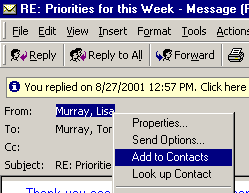 RE: Priorities for this Week - Message (
File Edit View Insert Format Tools Actions
Reply Reply to All Forward
You replied on 8/27/2001 12:57 PM. Click here
From: Murray, Lisa
To: Murray, Tor
Cc:
Subject: RE: Prioritie
Properties...
Send Options...
Add to Contacts
Look up Contact